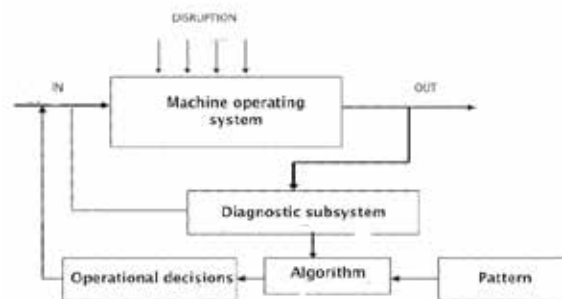 DISRUPTION
IN
OUT
Machine operating
system
Diagnostic subsystem
Operational decisions
Algorithm
Pattern